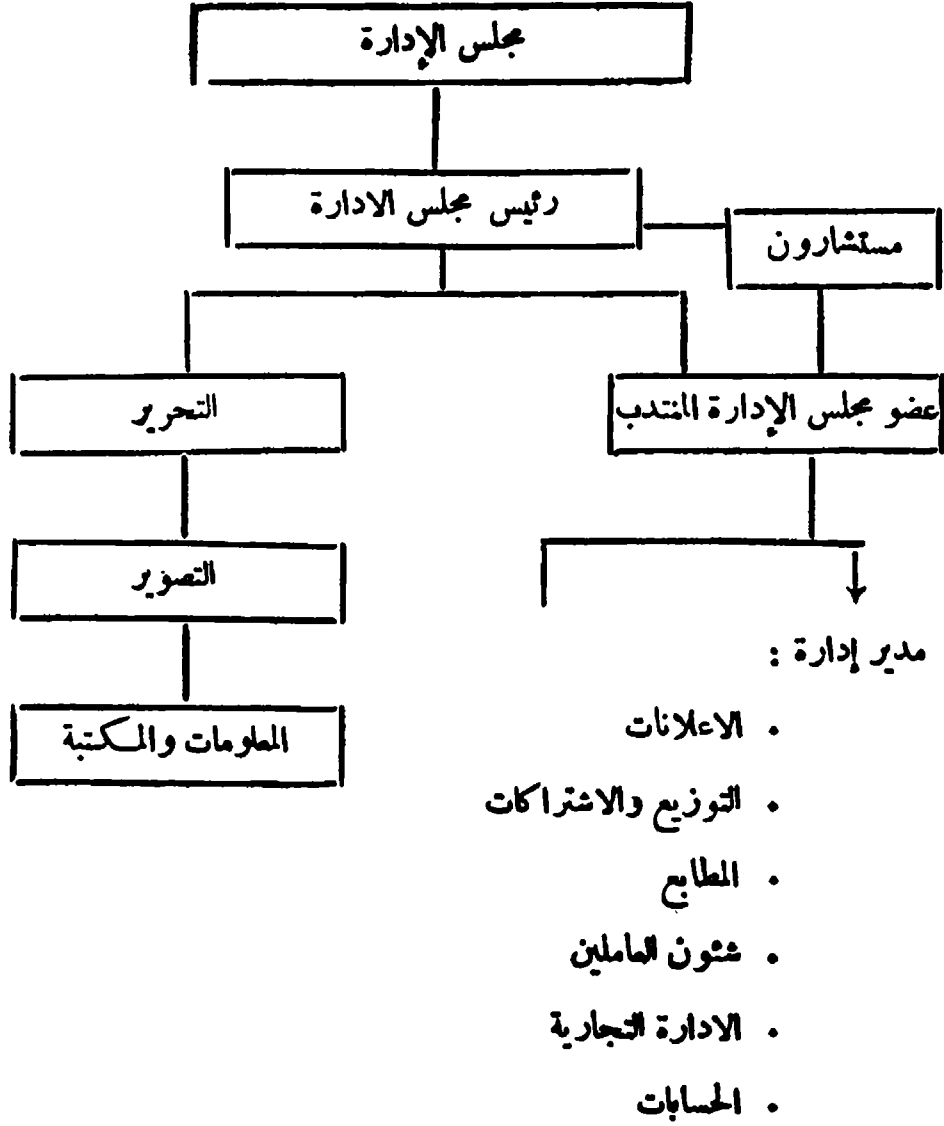 مجلس الإدارة
رئيس مجلس الادارة
مستشارون
عضو مجلس الإدارة المنتدب
التحرير
التصوير
المعلومات والمكتبة
مدير إدارة :
• الاعلانات
• التوزيع والاشتراكات
• المطابع
• شئون العاملين
• الادارة التجارية
• الحسابات